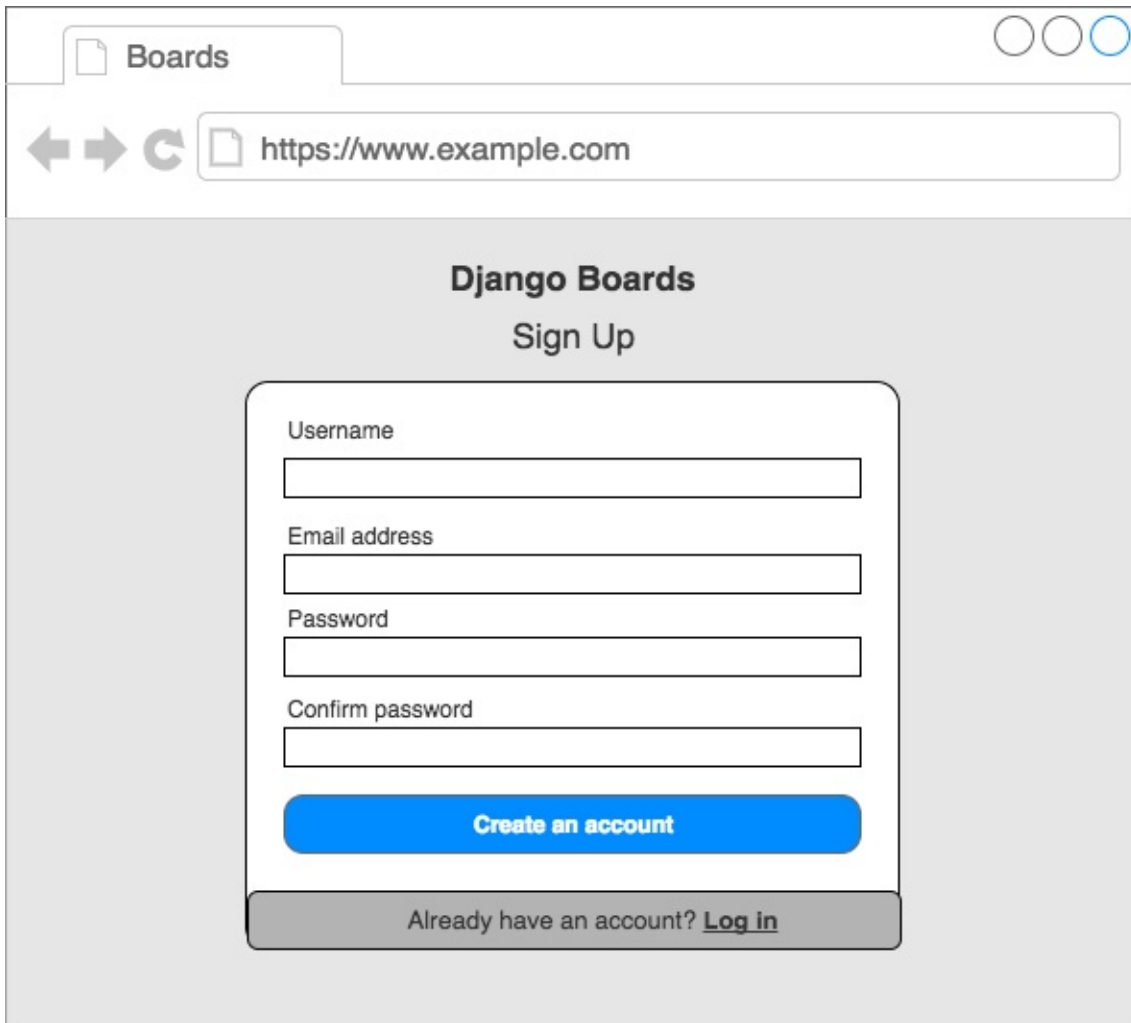 Boards
https://www.example.com
Django Boards
Sign Up
Username
Email address
Password
Confirm password
Create an account
Already have an account? Log in